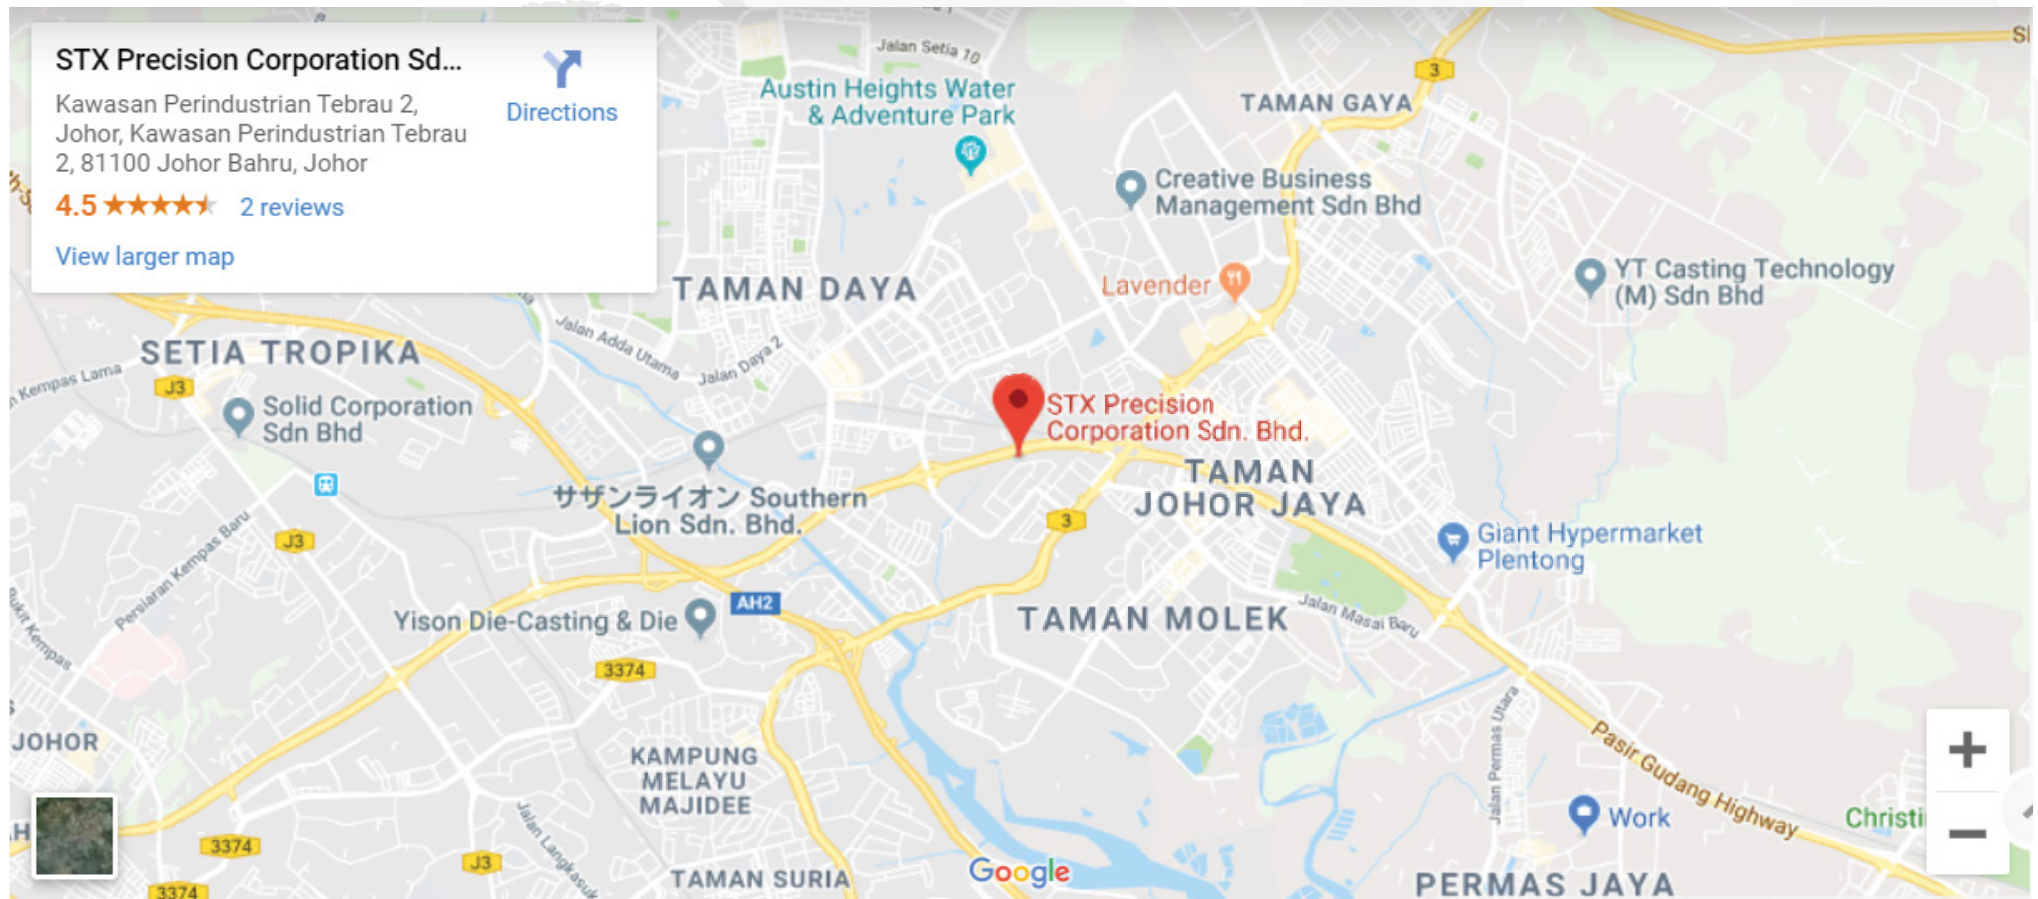 STX Precision Corporation Sd...
Directions
Kawasan Perindustrian Tebrau 2,
Johor, Kawasan Perindustrian Tebrau
2, 81100 Johor Bahru, Johor
4.5
2 reviews
View larger map
Jalan Setia 10
Austin Heights Water
& Adventure Park
TAMAN GAYA
3
Creative Business
Management Sdn Bhd
Lavender
YT Casting Technology
(M) Sdn Bhd
TAMAN DAYA
Jalan Adda Utama
Jalan Daya 2
SETIA TROPIKA
Kempas Lama
J3
Solid Corporation
Sdn Bhd
STX Precision
Corporation Sdn. Bhd.
TAMAN
JOHOR JAYA
サザンライオン Southern
Lion Sdn. Bhd.
3
J3
Persiaran Kempas Baru
Giant Hypermarket
Plentong
AH2
Yison Die-Casting & Die
TAMAN MOLEK
Jalan Masai Baru
Bukit Kempas
3374
Jalan Permas Utara
JOHOR
KAMPUNG
MELAYU
MAJIDEE
Pasir Gudang Highway
Work
Christi
3374
J3
Jalan Langkasuk
TAMAN SURIA
Google
PERMAS JAYA
3374